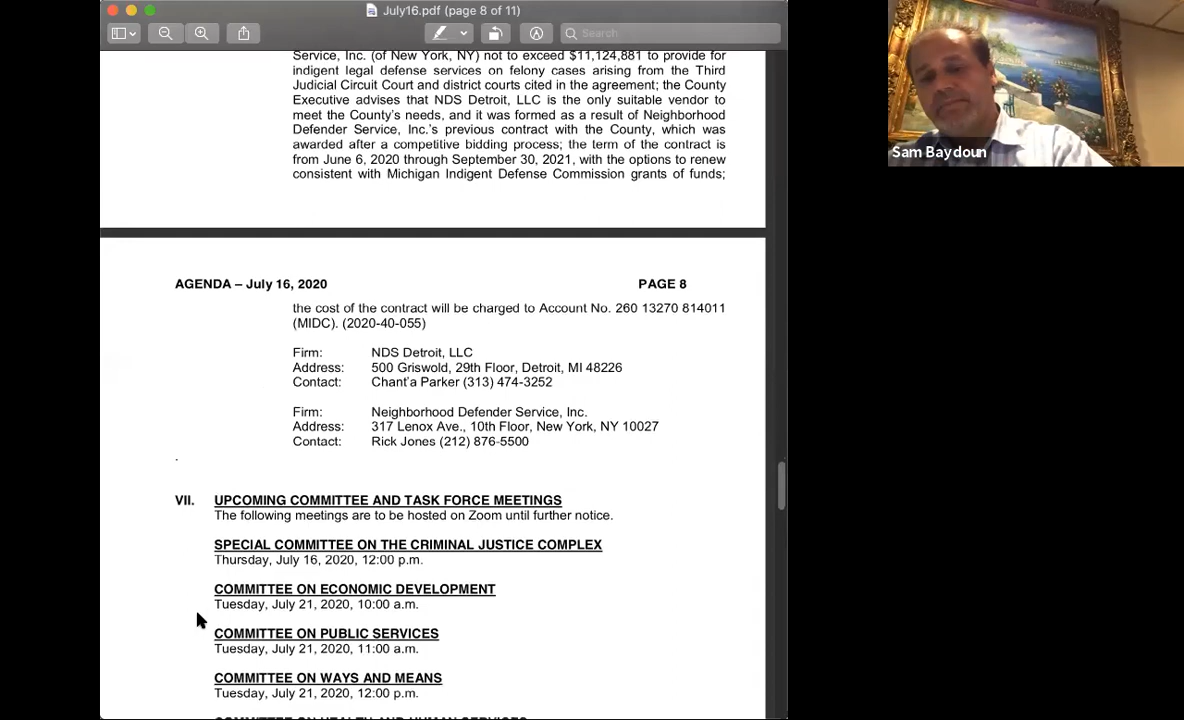 July16.pdf (page 8 of 11)
Search
Service, Inc. (of New York, NY) not to exceed $11,124,881 to provide for
indigent legal defense services on felony cases arising from the Third
Judicial Circuit Court and district courts cited in the agreement; the County
Executive advises that NDS Detroit, LLC is the only suitable vendor to
meet the County's needs, and it was formed as a result of Neighborhood
Defender Service, Inc.'s previous contract with the County, which was
awarded after a competitive bidding process; the term of the contract is
from June 6, 2020 through September 30, 2021, with the options to renew
consistent with Michigan Indigent Defense Commission grants of funds;
AGENDA – July 16, 2020 PAGE 8
the cost of the contract will be charged to Account No. 260 13270 814011
(MIDC). (2020-40-055)
Firm: NDS Detroit, LLC
Address: 500 Griswold, 29th Floor, Detroit, MI 48226
Contact: Chant'a Parker (313) 474-3252
Firm: Neighborhood Defender Service, Inc.
Address: 317 Lenox Ave., 10th Floor, New York, NY 10027
Contact: Rick Jones (212) 876-5500
.
VII. UPCOMING COMMITTEE AND TASK FORCE MEETINGS
The following meetings are to be hosted on Zoom until further notice.
SPECIAL COMMITTEE ON THE CRIMINAL JUSTICE COMPLEX
Thursday, July 16, 2020, 12:00 p.m.
COMMITTEE ON ECONOMIC DEVELOPMENT
Tuesday, July 21, 2020, 10:00 a.m.
COMMITTEE ON PUBLIC SERVICES
Tuesday, July 21, 2020, 11:00 a.m.
COMMITTEE ON WAYS AND MEANS
Tuesday, July 21, 2020, 12:00 p.m.
COMMITTEE ON HEALTH AND HUMAN SERVICES
Sam Baydoun